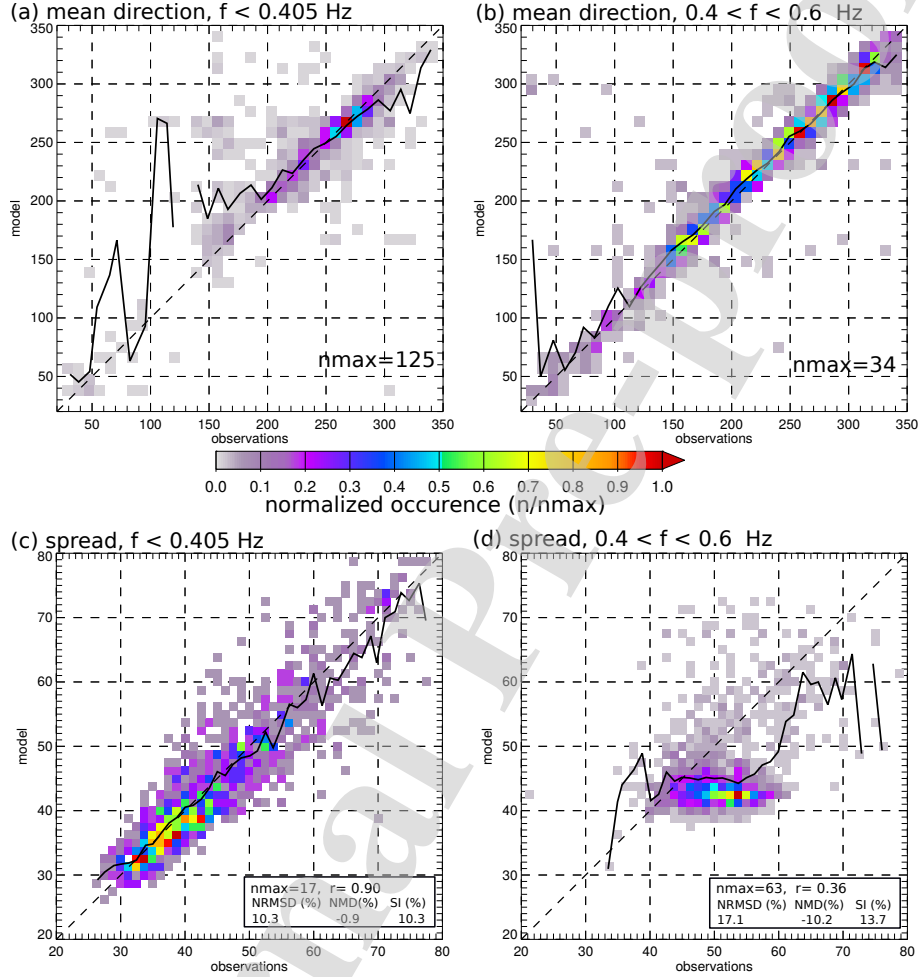 (a) mean direction, f < 0.405 Hz
(b) mean direction, 0.4 < f < 0.6 Hz
350
300
250
200
150
100
50
model
nmax=125
50 100 150 200 250 300 350
observations
350
300
250
200
150
100
50
model
nmax=34
50 100 150 200 250 300 350
observations
0.0 0.1 0.2 0.3 0.4 0.5 0.6 0.7 0.8 0.9 1.0
normalized occurence (n/nmax)
(c) spread, f < 0.405 Hz
(d) spread, 0.4 < f < 0.6 Hz
80
70
60
50
40
30
20
model
nmax=17, r= 0.90
NRMSD (%) NMD(%) SI (%)
10.3 -0.9 10.3
20 30 40 50 60 70 80
observations
80
70
60
50
40
30
20
model
nmax=63, r= 0.36
NRMSD (%) NMD(%) SI (%)
17.1 -10.2 13.7
20 30 40 50 60 70 80
observations
nal Pre-proo